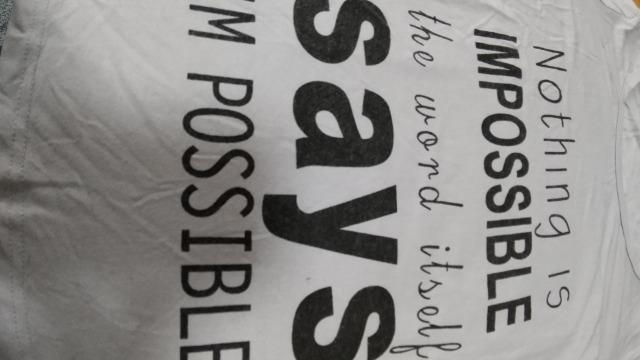 Nothing IS
IMPOSSIBLE
the word itself
says
'M POSSIBLE